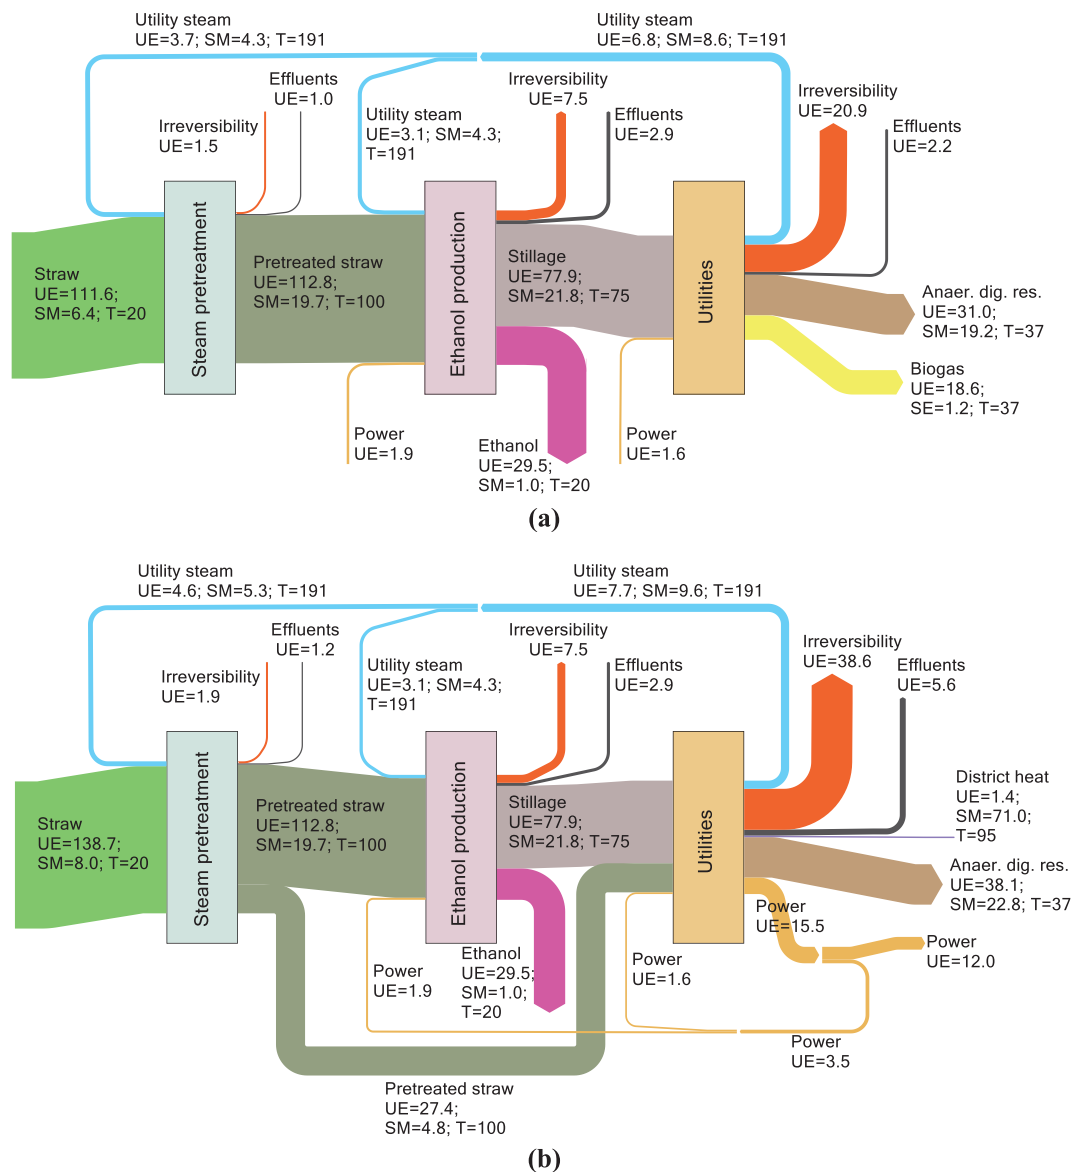 Utility steam
UE=3.7; SM=4.3; T=191
Utility steam
UE=6.8; SM=8.6; T=191
Effluents
UE=1.0
Irreversibility
UE=7.5
Irreversibility
UE=20.9
Irreversibility
UE=1.5
Utility steam
UE=3.1; SM=4.3;
T=191
Effluents
UE=2.9
Effluents
UE=2.2
Straw
UE=111.6;
SM=6.4; T=20
Steam pretreatment
Pretreated straw
UE=112.8;
SM=19.7; T=100
Ethanol production
Stillage
UE=77.9;
SM=21.8; T=75
Utilities
Anaer. dig. res.
UE=31.0;
SM=19.2; T=37
Biogas
UE=18.6;
SE=1.2; T=37
Power
UE=1.9
Ethanol
UE=29.5;
SM=1.0; T=20
Power
UE=1.6
(a)
Utility steam
UE=4.6; SM=5.3; T=191
Utility steam
UE=7.7; SM=9.6; T=191
Effluents
UE=1.2
Irreversibility
UE=7.5
Irreversibility
UE=38.6
Irreversibility
UE=1.9
Utility steam
UE=3.1; SM=4.3;
T=191
Effluents
UE=2.9
Effluents
UE=5.6
Straw
UE=138.7;
SM=8.0; T=20
Steam pretreatment
Pretreated straw
UE=112.8;
SM=19.7; T=100
Ethanol production
Stillage
UE=77.9;
SM=21.8; T=75
Utilities
District heat
UE=1.4;
SM=71.0;
T=95
Anaer. dig. res.
UE=38.1;
SM=22.8; T=37
Power
UE=15.5
Power
UE=12.0
Power
UE=1.9
Ethanol
UE=29.5;
SM=1.0;
T=20
Power
UE=1.6
Power
UE=3.5
Pretreated straw
UE=27.4;
SM=4.8; T=100
(b)